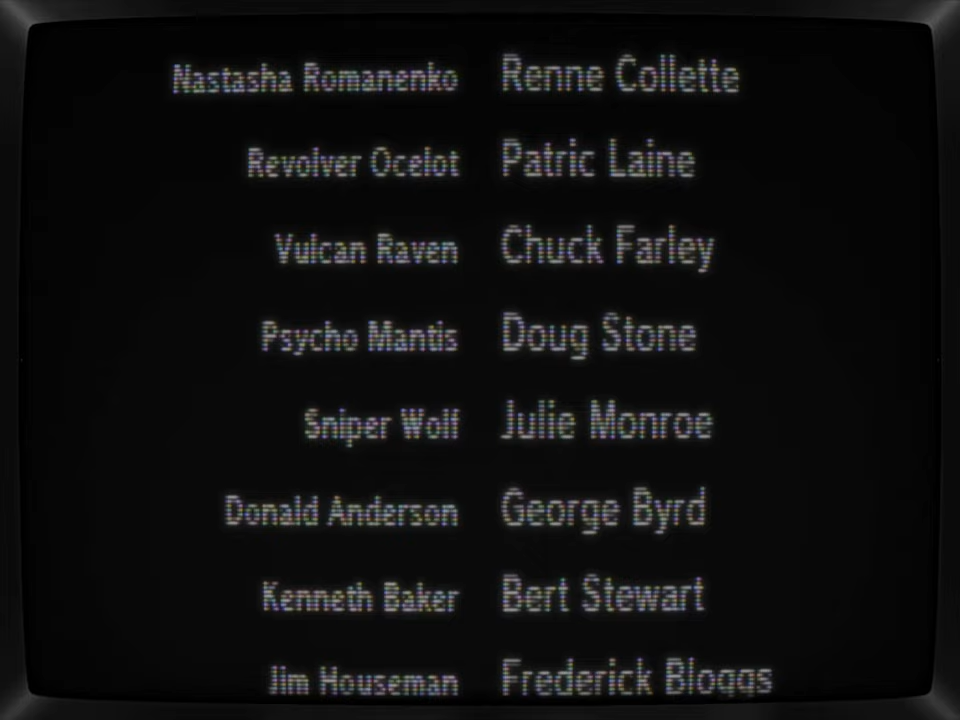 Nastasha Romanenko Renne Collette
Revolver Ocelot Patric Laine
Vulcan Raven Chuck Farley
Psycho Mantis Doug Stone
Sniper Wolf Julie Monroe
Donald Anderson George Byrd
Kenneth Baker Bert Stewart
Jim Houseman Frederick Bloggs